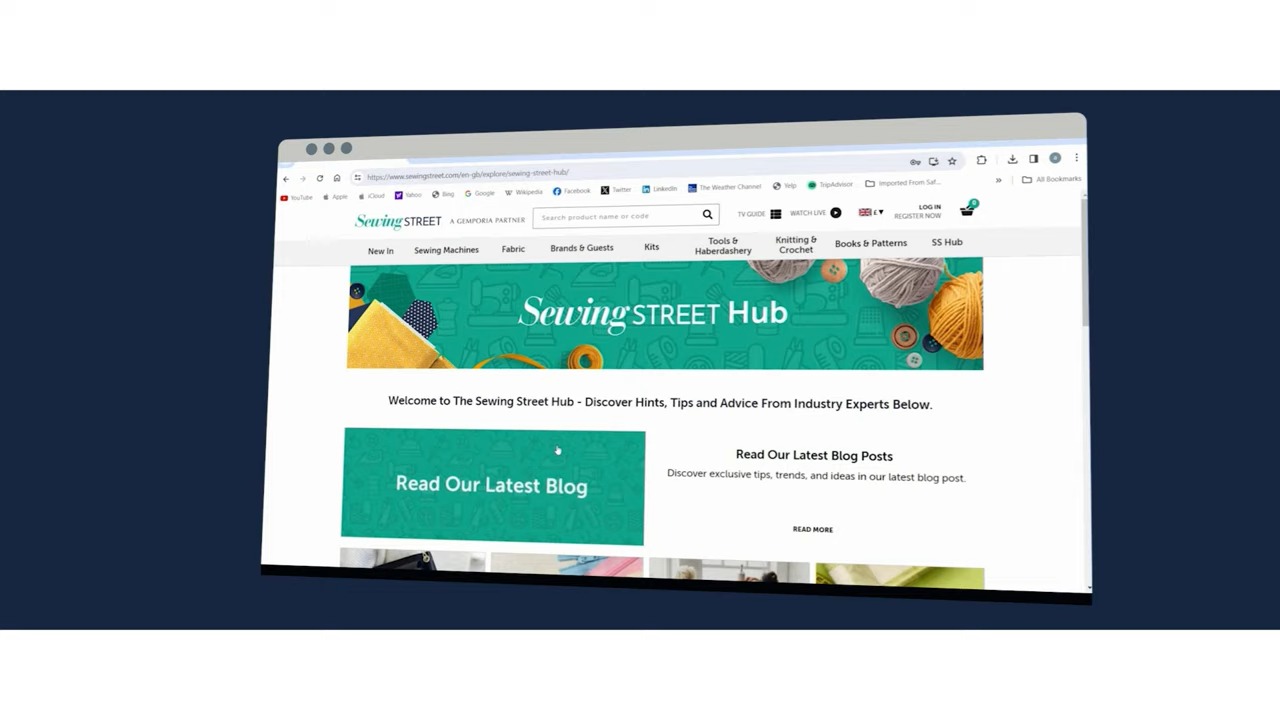 https://www.sewingstreet.com/en-gb/explore/sewing-street-hub/
YouTube Apple iCloud Yahoo Bing Google Wikipedia Facebook Twitter LinkedIn The Weather Channel Yelp TripAdvisor Imported From Saf... » All Bookmarks
Sewing STREET A GEMPORIA PARTNER Search product name or code TV GUIDE WATCH LIVE £ LOG IN 0
REGISTER NOW
New In Sewing Machines Fabric Brands & Guests Kits Tools & Haberdashery Knitting & Crochet Books & Patterns SS Hub
Sewing STREET Hub
Welcome to The Sewing Street Hub - Discover Hints, Tips and Advice From Industry Experts Below.
Read Our Latest Blog
Read Our Latest Blog Posts
Discover exclusive tips, trends, and ideas in our latest blog post.
READ MORE